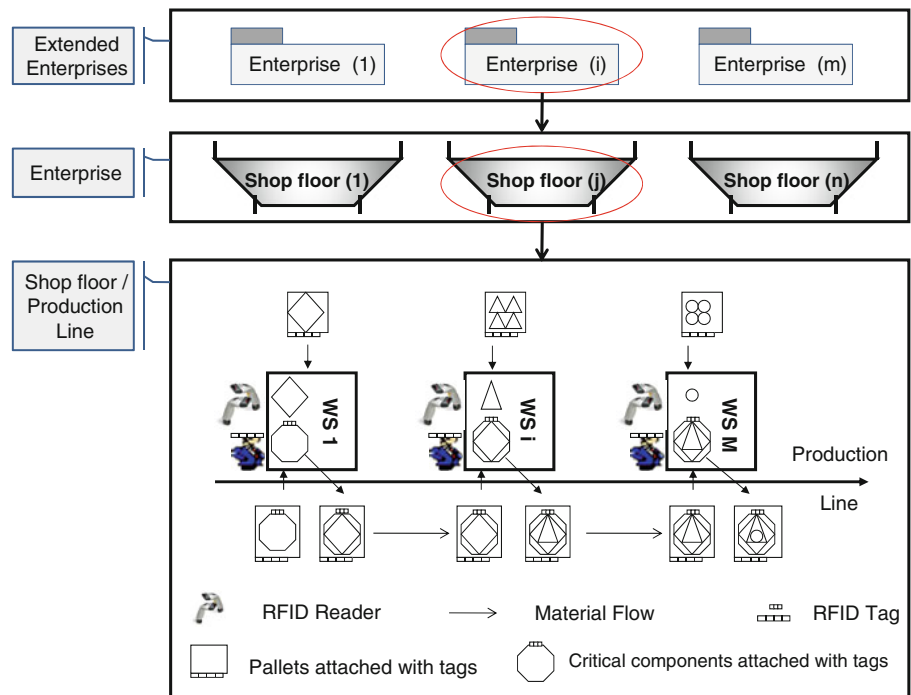 Extended
Enterprises
Enterprise (1)
Enterprise (i)
Enterprise (m)
Enterprise
Shop floor (1)
Shop floor (j)
Shop floor (n)
Shop floor /
Production
Line
WS 1
WS i
WS M
Production
Line
RFID Reader
Material Flow
RFID Tag
Pallets attached with tags
Critical components attached with tags